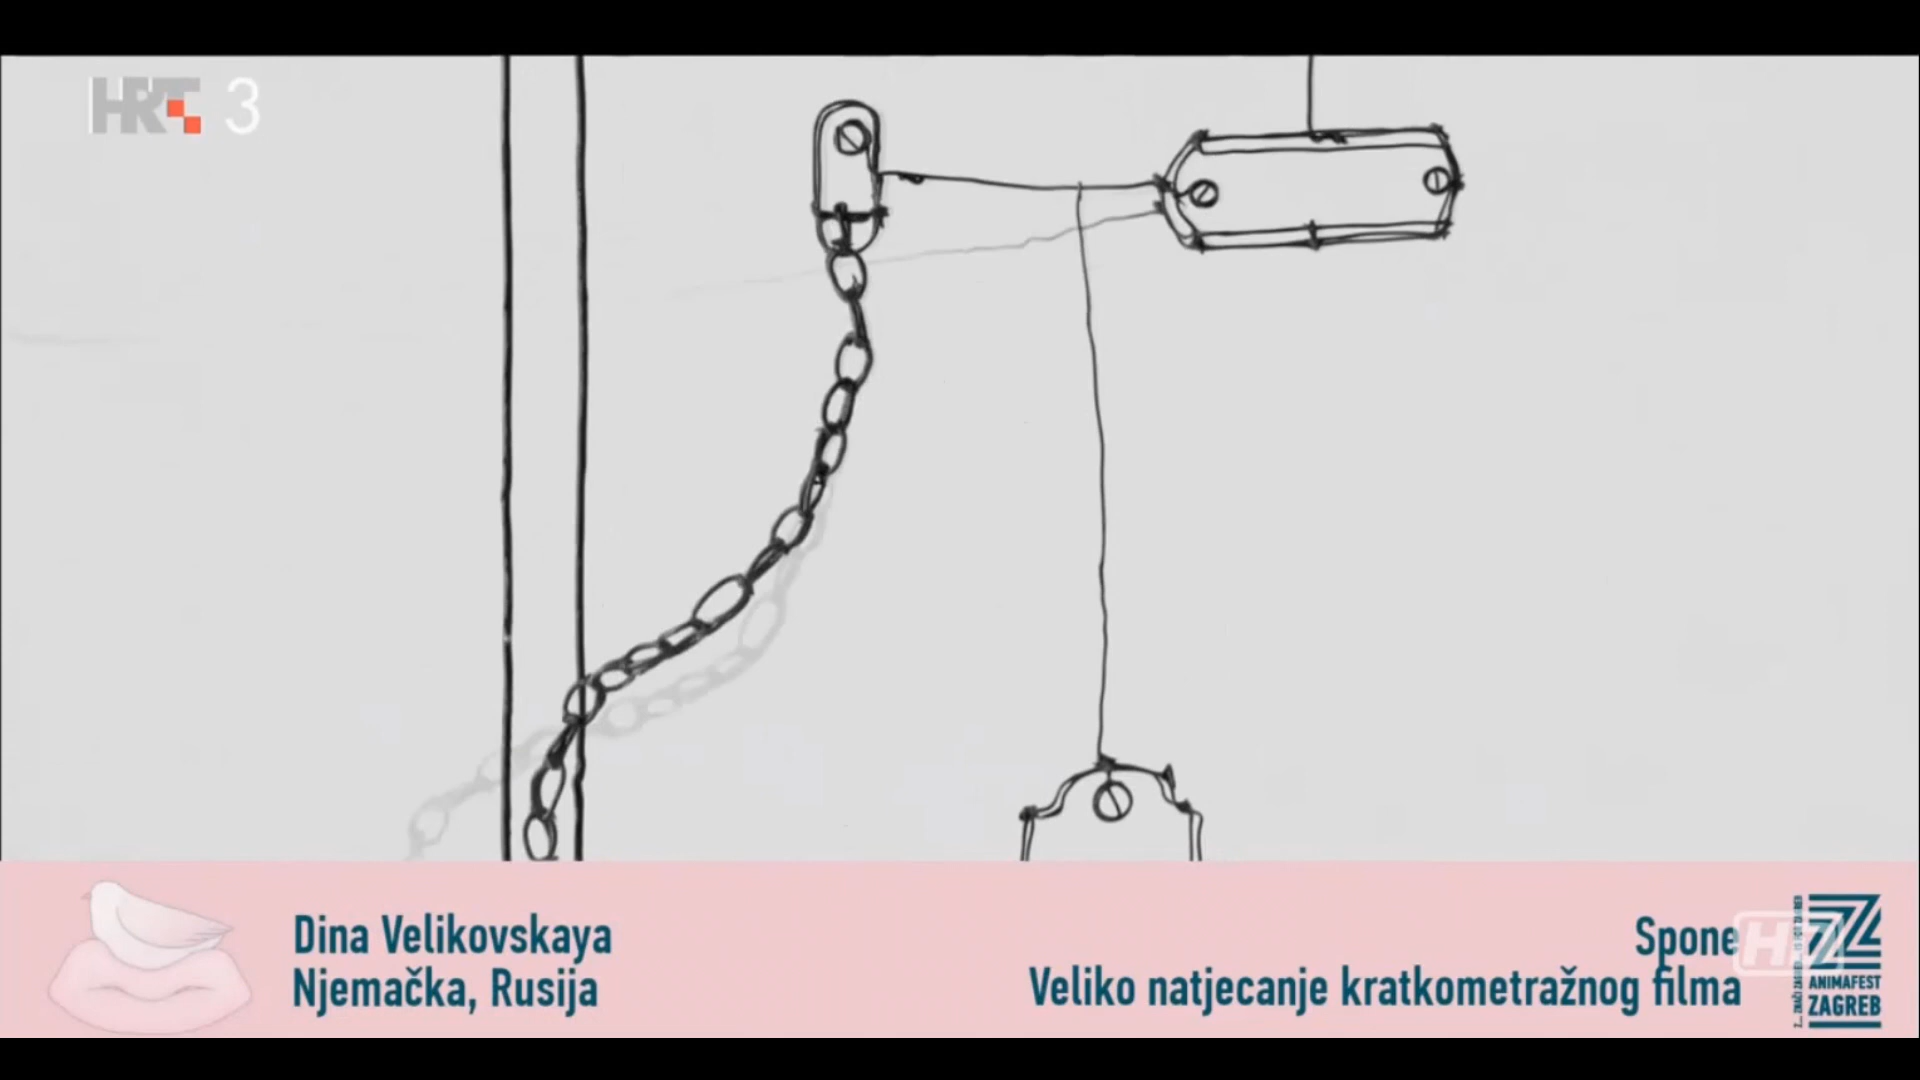 HRT 3
Dina Velikovskaya
Njemačka, Rusija
Spone
Veliko natjecanje kratkometražnog filma
ANIMAFEST
ZAGREB